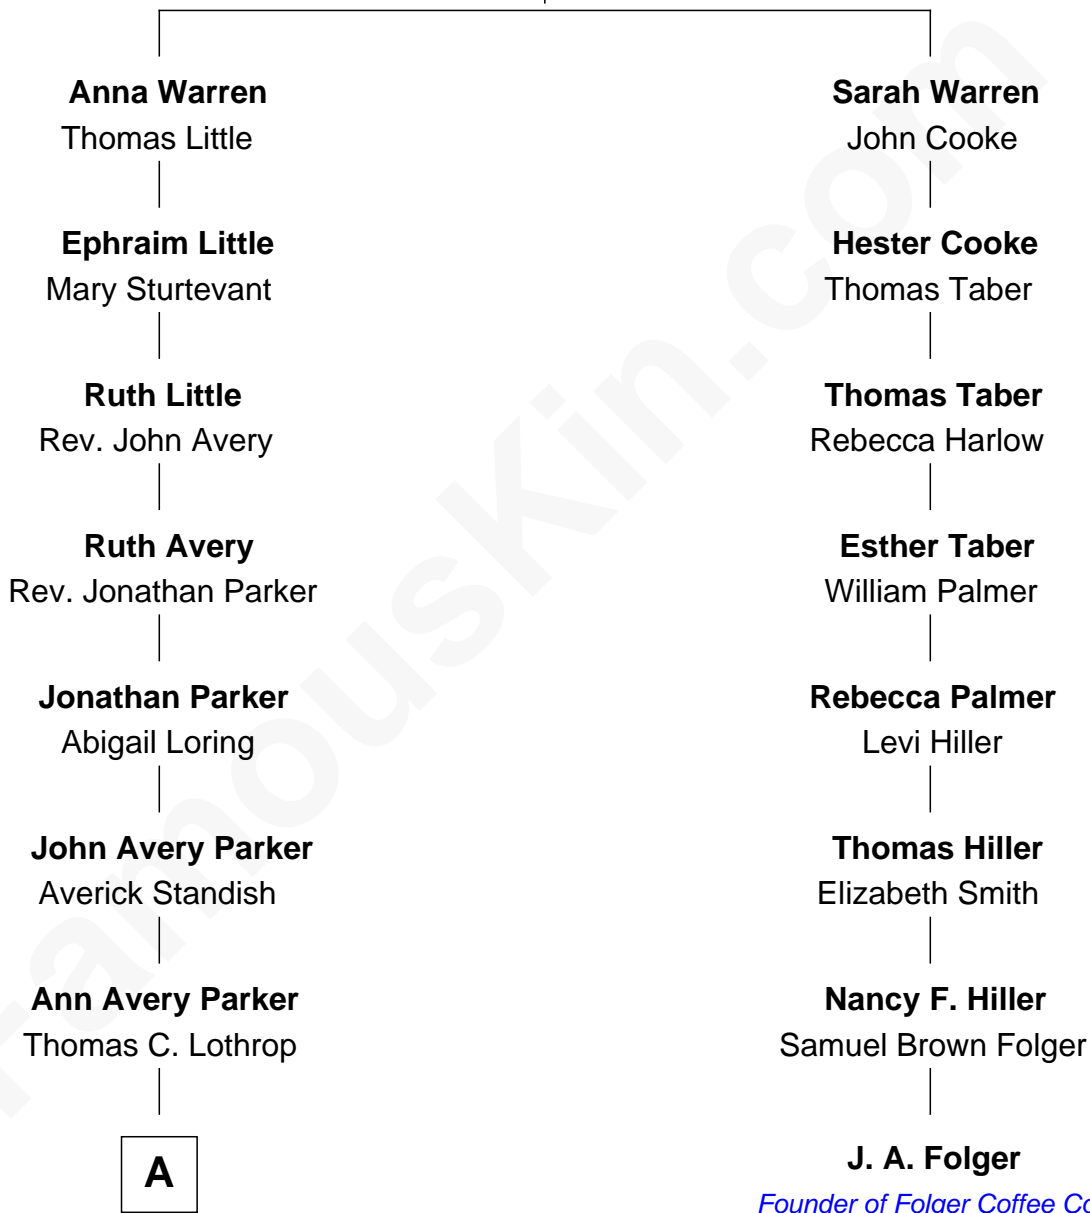 Anna Warren
Thomas Little
Ephraim Little
Mary Sturtevant
Ruth Little
Rev. John Avery
Ruth Avery
Rev. Jonathan Parker
Jonathan Parker
Abigail Loring
John Avery Parker
Averick Standish
Ann Avery Parker
Thomas C. Lothrop
A
Sarah Warren
John Cooke
Hester Cooke
Thomas Taber
Thomas Taber
Rebecca Harlow
Esther Taber
William Palmer
Rebecca Palmer
Levi Hiller
Thomas Hiller
Elizabeth Smith
Nancy F. Hiller
Samuel Brown Folger
J. A. Folger
Founder of Folger Coffee Co
FamousKin.com